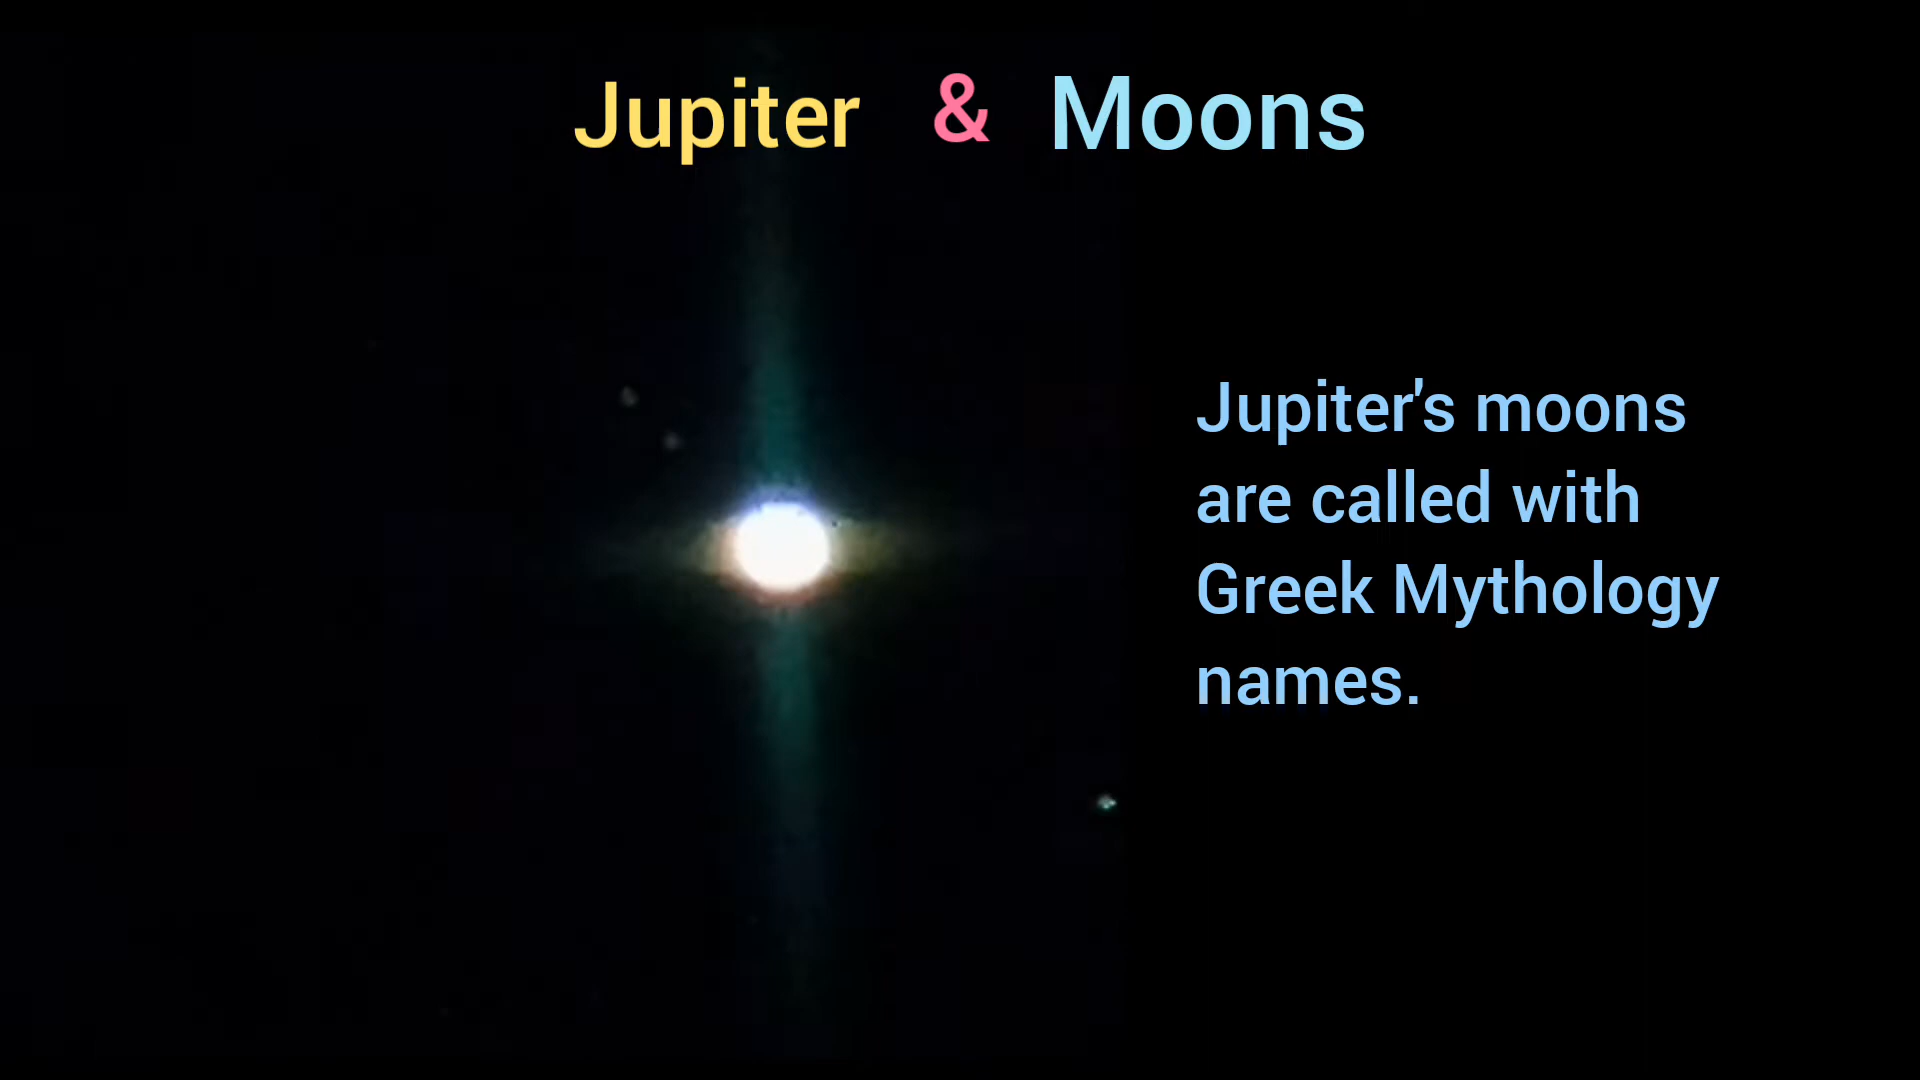 Jupiter & Moons
Jupiter's moons
are called with
Greek Mythology
names.